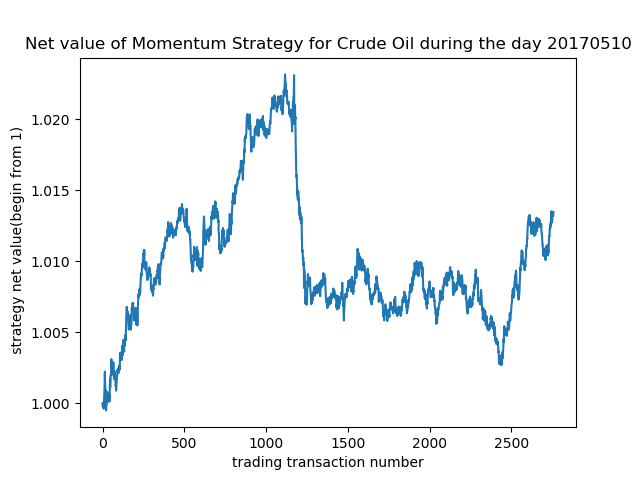 Net value of Momentum Strategy for Crude Oil during the day 20170510
strategy net value(begin from 1)
1.020
1.015
1.010
1.005
1.000
0 500 1000 1500 2000 2500
trading transaction number